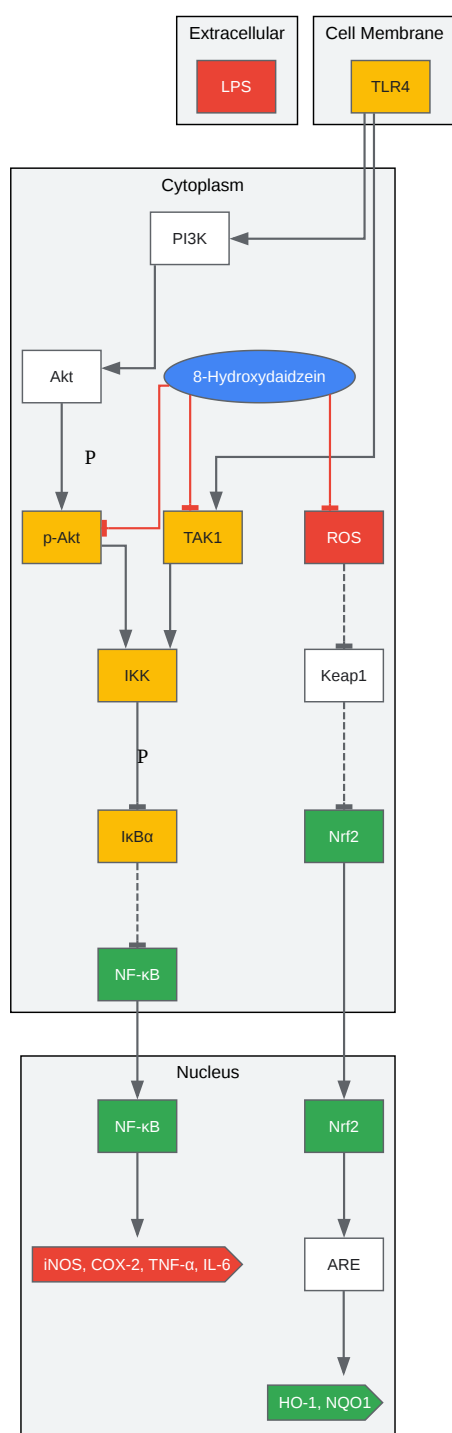 Extracellular
Cell Membrane
LPS
TLR4
Cytoplasm
PI3K
Akt
8-Hydroxydaidzein
P
p-Akt
TAK1
ROS
IKK
Keap1
P
IκBα
Nrf2
NF-κB
Nucleus
NF-κB
Nrf2
iNOS, COX-2, TNF-α, IL-6
ARE
HO-1, NQO1